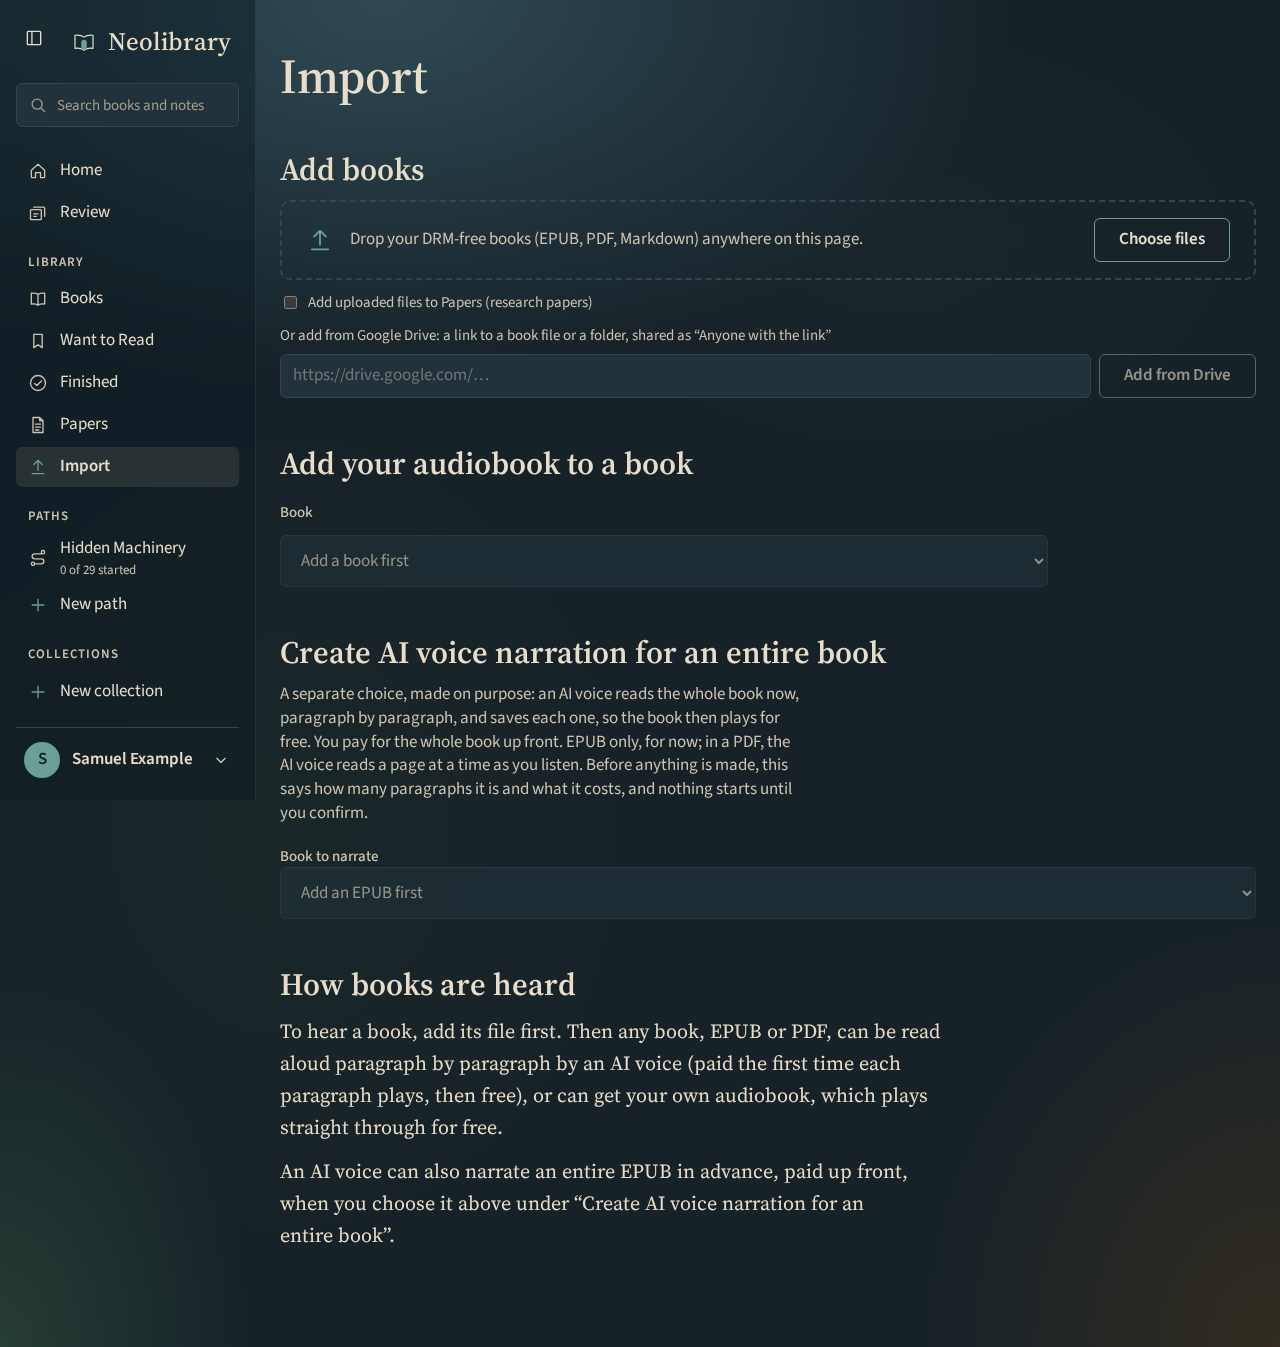 Neolibrary
Search books and notes
Home
Review
LIBRARY
Books
Want to Read
Finished
Papers
Import
PATHS
Hidden Machinery
0 of 29 started
New path
COLLECTIONS
New collection
S
Samuel Example
Import
Add books
Drop your DRM-free books (EPUB, PDF, Markdown) anywhere on this page.
Choose files
Add uploaded files to Papers (research papers)
Or add from Google Drive: a link to a book file or a folder, shared as “Anyone with the link”
https://drive.google.com/…
Add from Drive
Add your audiobook to a book
Book
Add a book first
Create AI voice narration for an entire book
A separate choice, made on purpose: an AI voice reads the whole book now,
paragraph by paragraph, and saves each one, so the book then plays for
free. You pay for the whole book up front. EPUB only, for now; in a PDF, the
AI voice reads a page at a time as you listen. Before anything is made, this
says how many paragraphs it is and what it costs, and nothing starts until
you confirm.
Book to narrate
Add an EPUB first
How books are heard
To hear a book, add its file first. Then any book, EPUB or PDF, can be read
aloud paragraph by paragraph by an AI voice (paid the first time each
paragraph plays, then free), or can get your own audiobook, which plays
straight through for free.
An AI voice can also narrate an entire EPUB in advance, paid up front,
when you choose it above under “Create AI voice narration for an
entire book”.